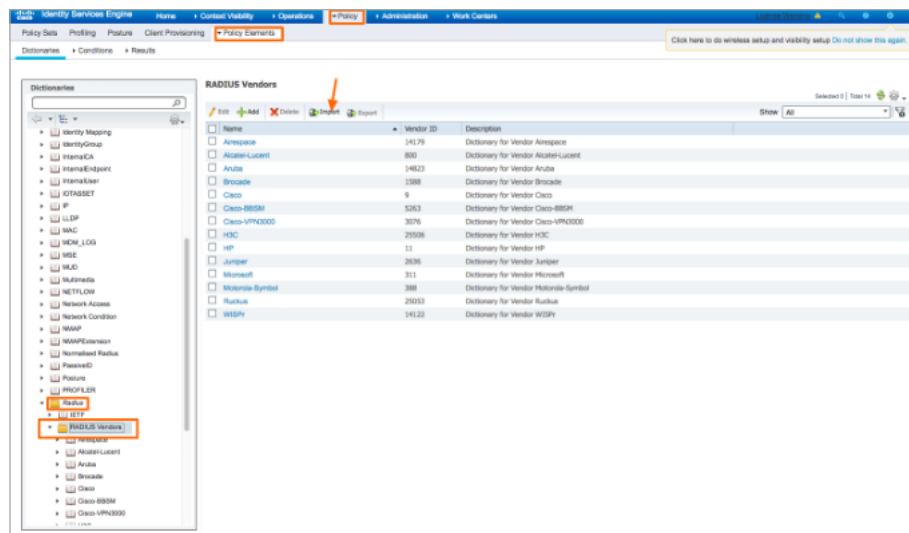 cisco Identity Services Engine Home Context Visibility Operations Policy Administration Work Centers
Policy Sets Profiling Posture Client Provisioning Policy Elements
Click here to do wireless setup and visibility setup Do not show this again.
Dictionaries Conditions Results
Dictionaries
Identity Mapping
IdentityGroup
InternalCA
InternalEndpoint
InternalUser
IOTASSET
IP
LLDP
MAC
MDM_LOG
MSE
MUD
Multimedia
NETFLOW
Network Access
Network Condition
NMAP
NMAPExtension
Normalised Radius
PassiveID
Posture
PROFILER
Radius
IETF
RADIUS Vendors
Airespace
Alcatel-Lucent
Aruba
Brocade
Cisco
Cisco-BBSM
Cisco-VPN3000
RADIUS Vendors
Selected 0 | Total 14
Edit Add Delete Import Export Show All
Name Vendor ID Description
Airespace 14179 Dictionary for Vendor Airespace
Alcatel-Lucent 800 Dictionary for Vendor Alcatel-Lucent
Aruba 14823 Dictionary for Vendor Aruba
Brocade 1588 Dictionary for Vendor Brocade
Cisco 9 Dictionary for Vendor Cisco
Cisco-BBSM 5263 Dictionary for Vendor Cisco-BBSM
Cisco-VPN3000 3076 Dictionary for Vendor Cisco-VPN3000
H3C 25506 Dictionary for Vendor H3C
HP 11 Dictionary for Vendor HP
Juniper 2636 Dictionary for Vendor Juniper
Microsoft 311 Dictionary for Vendor Microsoft
Motorola-Symbol 388 Dictionary for Vendor Motorola-Symbol
Ruckus 25053 Dictionary for Vendor Ruckus
WISPr 14122 Dictionary for Vendor WISPr